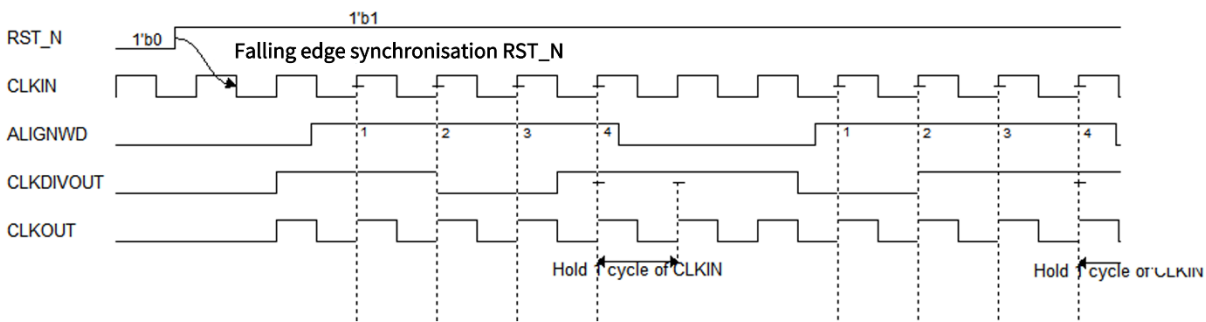 1'b1
RST_N 1'b0
Falling edge synchronisation RST_N
CLKIN
ALIGNWD 1 2 3 4 1 2 3 4
CLKDIVOUT
CLKOUT
Hold 1 cycle of CLKIN Hold 1 cycle of CLKIN